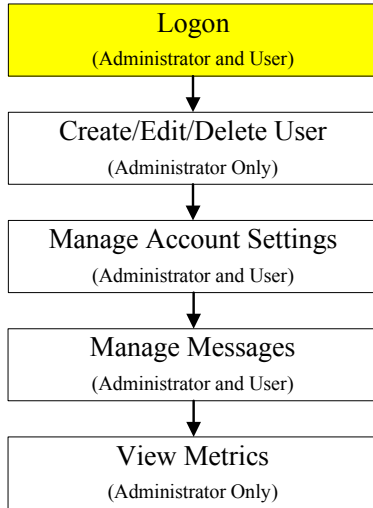 Logon
(Administrator and User)
Create/Edit/Delete User
(Administrator Only)
Manage Account Settings
(Administrator and User)
Manage Messages
(Administrator and User)
View Metrics
(Administrator Only)